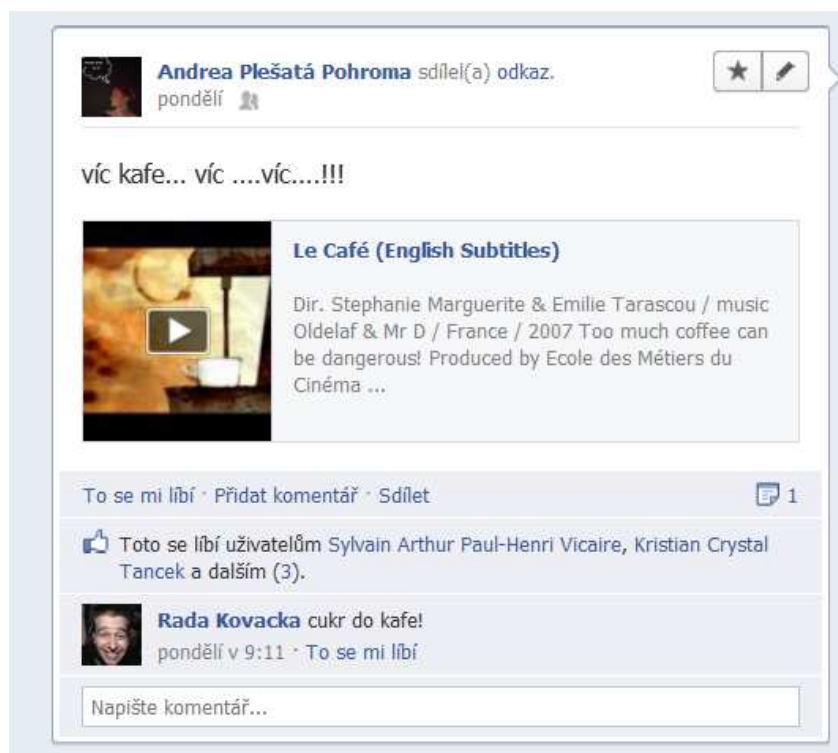 Andrea Plešatá Pohroma sdílel(a) odkaz.
pondělí
víc kafe... víc ....víc....!!!
Le Café (English Subtitles)
Dir. Stephanie Marguerite & Emilie Tarascou / music
Oldelaf & Mr D / France / 2007 Too much coffee can
be dangerous! Produced by Ecole des Métiers du
Cinéma ...
To se mi líbí · Přidat komentář · Sdílet 1
Toto se líbí uživatelům Sylvain Arthur Paul-Henri Vicaire, Kristian Crystal
Tancek a dalším (3).
Rada Kovacka cukr do kafe!
pondělí v 9:11 · To se mi líbí
Napište komentář...